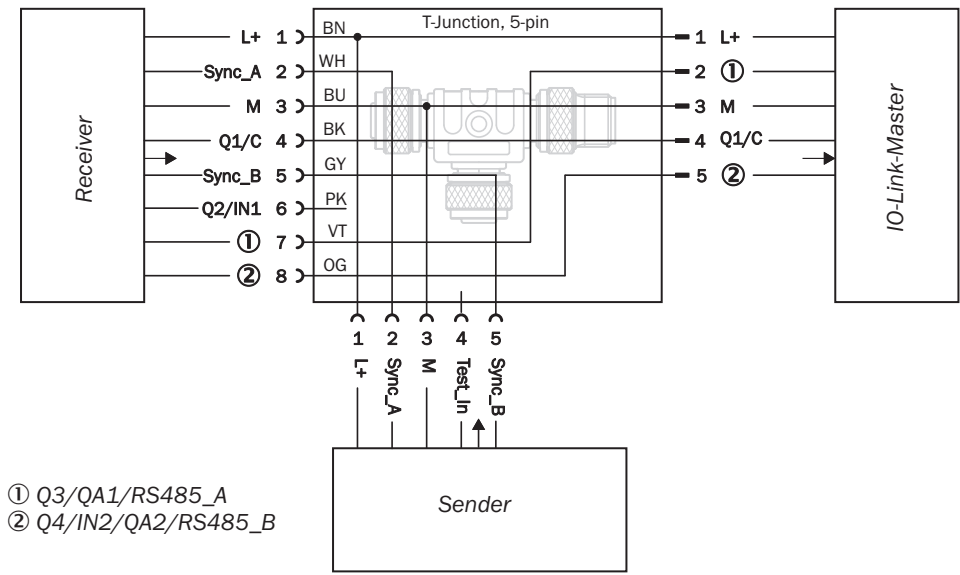 T-Junction, 5-pin
Receiver
L+ 1 BN
Sync_A 2 WH
M 3 BU
Q1/C 4 BK
Sync_B 5 GY
Q2/IN1 6 PK
① 7 VT
② 8 OG
1 L+
2 ①
3 M
4 Q1/C
5 ②
IO-Link-Master
1 2 3 4 5
L+
Sync_A
M
Test_In
Sync_B
Sender
① Q3/QA1/RS485_A
② Q4/IN2/QA2/RS485_B